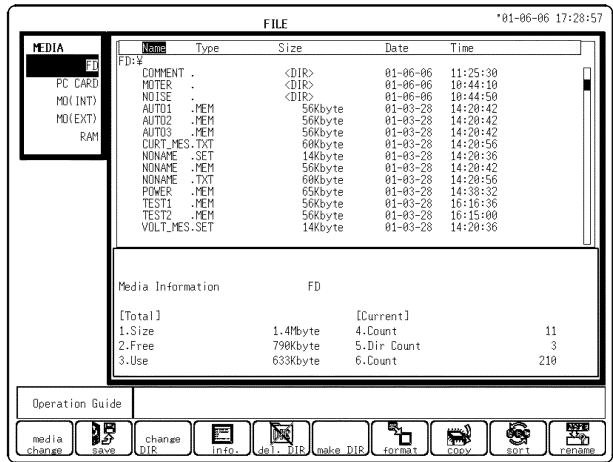 FILE
'01-06-06 17:28:57
MEDIA
FD
PC CARD
MO(INT)
MO(EXT)
RAM
Name Type Size Date Time
FD:¥
COMMENT . <DIR> 01-06-06 11:25:30
MOTER . <DIR> 01-06-06 10:44:10
NOISE . <DIR> 01-06-06 10:44:50
AUTO1 .MEM 56Kbyte 01-03-28 14:20:42
AUTO2 .MEM 56Kbyte 01-03-28 14:20:42
AUTO3 .MEM 56Kbyte 01-03-28 14:20:42
CURT_MES.TXT 60Kbyte 01-03-28 14:20:56
NONAME .SET 14Kbyte 01-03-28 14:20:36
NONAME .MEM 56Kbyte 01-03-28 14:20:42
NONAME .TXT 60Kbyte 01-03-28 14:20:56
POWER .MEM 65Kbyte 01-03-28 14:38:32
TEST1 .MEM 56Kbyte 01-03-28 16:16:36
TEST2 .MEM 56Kbyte 01-03-28 16:15:00
VOLT_MES.SET 14Kbyte 01-03-28 14:20:36
Media Information FD
[Total] [Current]
1.Size 1.4Mbyte 4.Count 11
2.Free 790Kbyte 5.Dir Count 3
3.Use 633Kbyte 6.Count 210
Operation Guide
media change
save
change DIR
info.
del. DIR
make DIR
format
copy
sort
rename